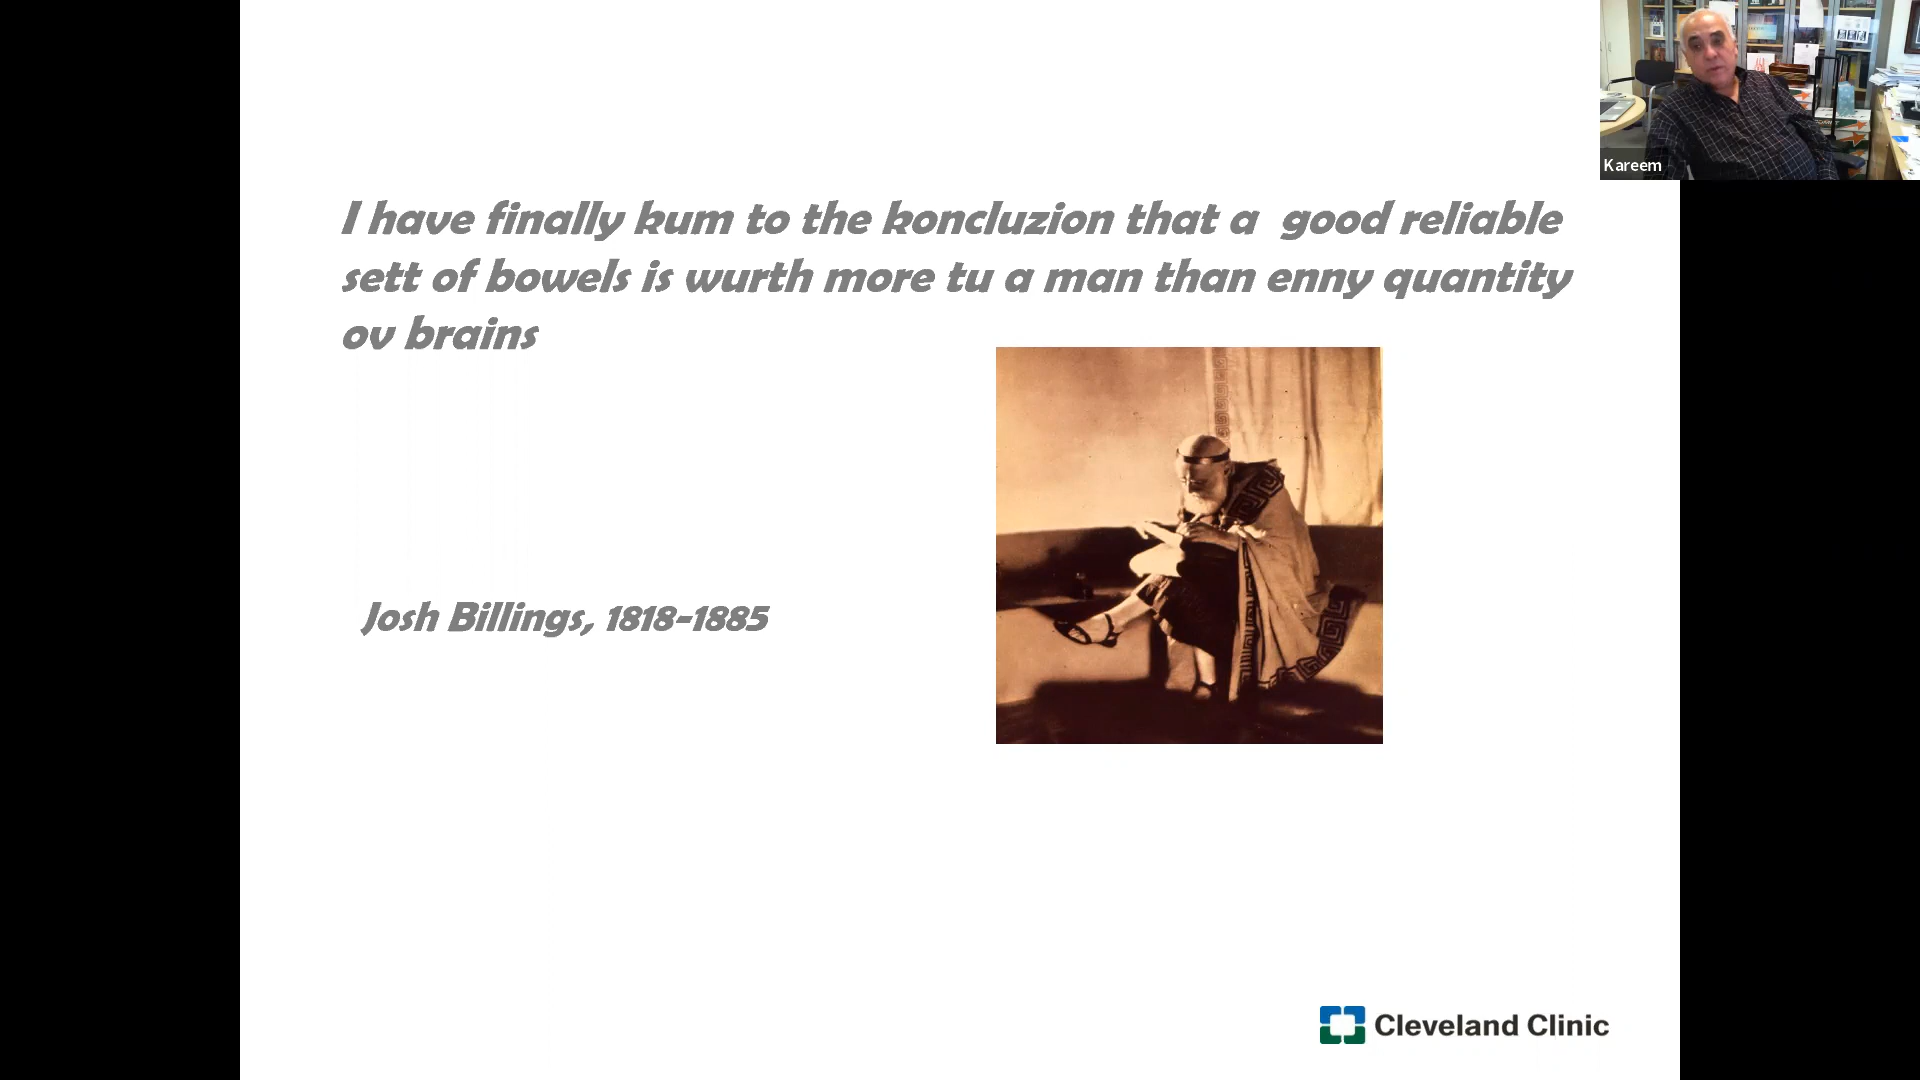 Kareem
I have finally kum to the koncluzion that a good reliable
sett of bowels is wurth more tu a man than enny quantity
ov brains
Josh Billings, 1818-1885
Cleveland Clinic